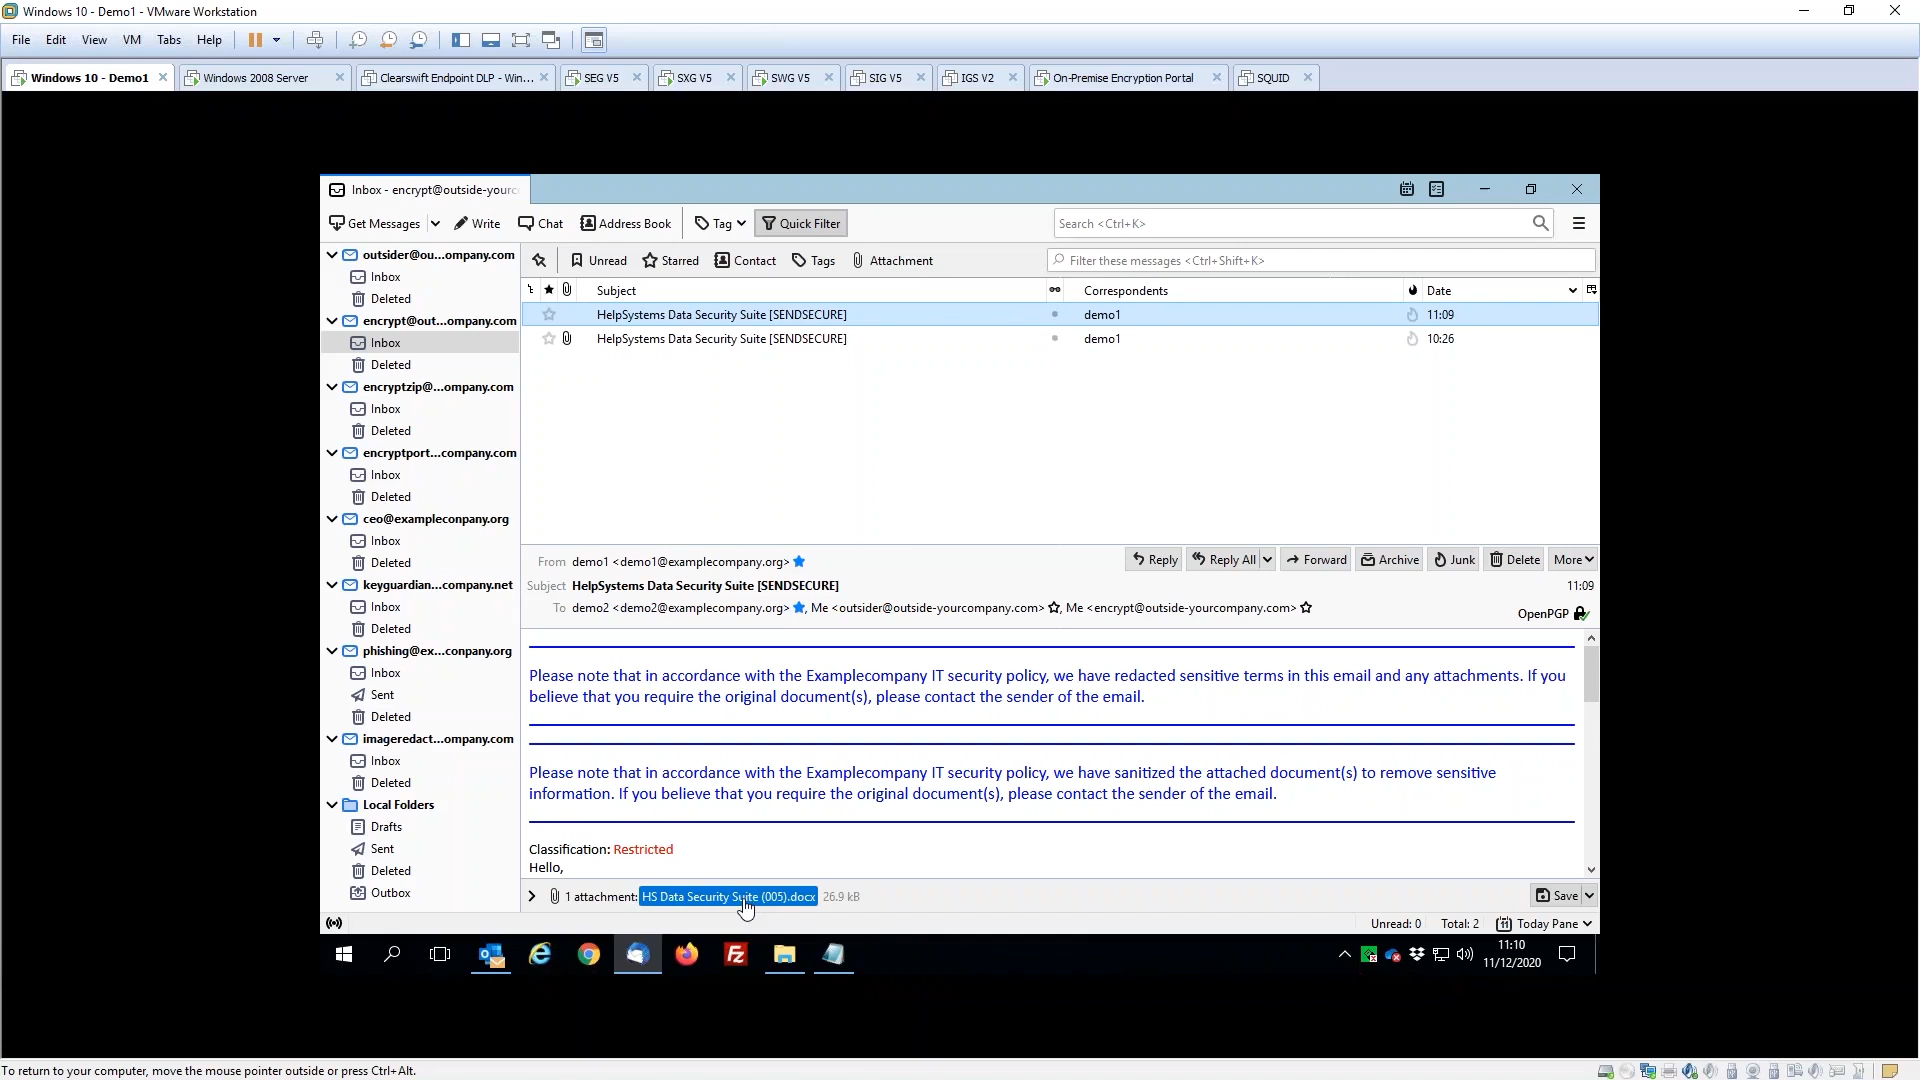 Windows 10 - Demo1 - VMware Workstation
File Edit View VM Tabs Help
Windows 10 - Demo1 Windows 2008 Server Clearswift Endpoint DLP - Win... SEG V5 SXG V5 SWG V5 SIG V5 IGS V2 On-Premise Encryption Portal SQUID
Inbox - encrypt@outside-yourc
Get Messages Write Chat Address Book Tag Quick Filter Search <Ctrl+K>
Unread Starred Contact Tags Attachment Filter these messages <Ctrl+Shift+K>
Subject Correspondents Date
HelpSystems Data Security Suite [SENDSECURE] demo1 11:09
HelpSystems Data Security Suite [SENDSECURE] demo1 10:26
outsider@ou...ompany.com
Inbox
Deleted
encrypt@out...ompany.com
Inbox
Deleted
encryptzip@...ompany.com
Inbox
Deleted
encryptport...company.com
Inbox
Deleted
ceo@exampleconpany.org
Inbox
Deleted
keyguardian...company.net
Inbox
Deleted
phishing@ex...conpany.org
Inbox
Sent
Deleted
imageredact...ompany.com
Inbox
Deleted
Local Folders
Drafts
Sent
Deleted
Outbox
From demo1 <demo1@examplecompany.org> Reply Reply All Forward Archive Junk Delete More
Subject HelpSystems Data Security Suite [SENDSECURE] 11:09
To demo2 <demo2@examplecompany.org>, Me <outsider@outside-yourcompany.com>, Me <encrypt@outside-yourcompany.com>
OpenPGP
Please note that in accordance with the Examplecompany IT security policy, we have redacted sensitive terms in this email and any attachments. If you
believe that you require the original document(s), please contact the sender of the email.
Please note that in accordance with the Examplecompany IT security policy, we have sanitized the attached document(s) to remove sensitive
information. If you believe that you require the original document(s), please contact the sender of the email.
Classification: Restricted
Hello,
1 attachment: HS Data Security Suite (005).docx 26.9 kB Save
Unread: 0 Total: 2 11 Today Pane
11:10
11/12/2020
To return to your computer, move the mouse pointer outside or press Ctrl+Alt.